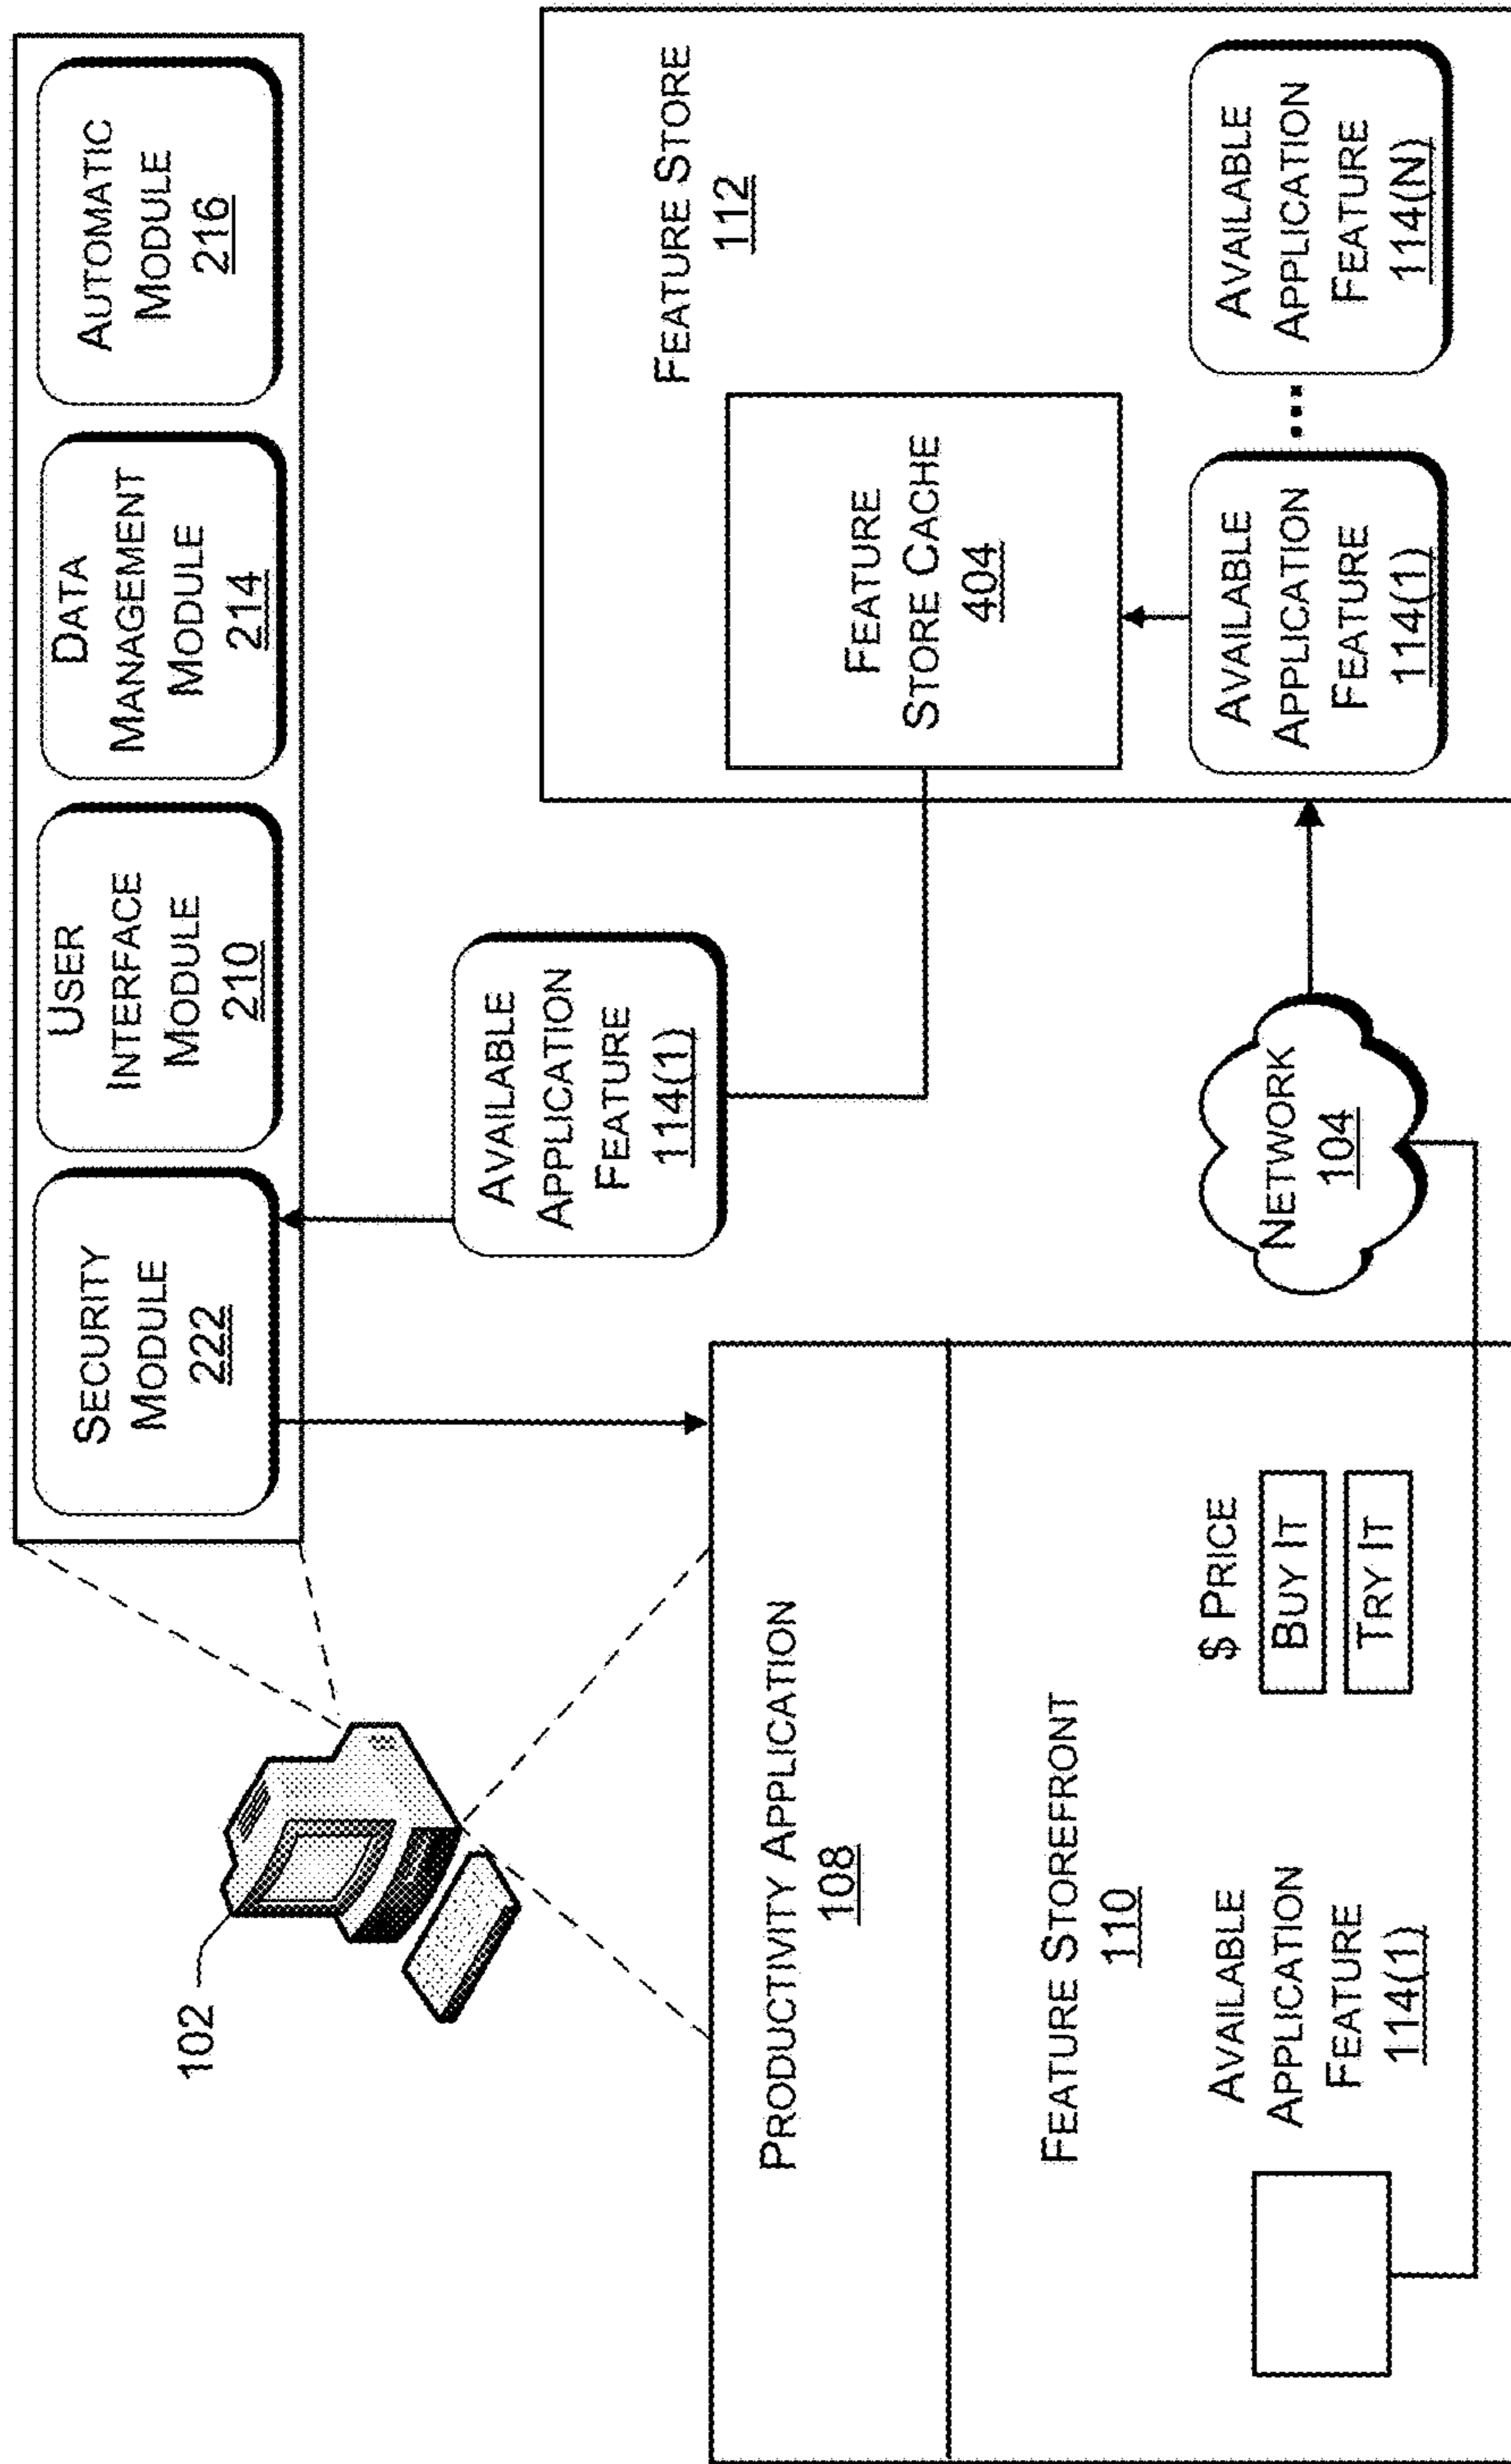 102
SECURITY
MODULE
222
USER
INTERFACE
MODULE
210
DATA
MANAGEMENT
MODULE
214
AUTOMATIC
MODULE
216
AVAILABLE
APPLICATION
FEATURE
114(1)
PRODUCTIVITY APPLICATION
108
FEATURE STOREFRONT
110
AVAILABLE
APPLICATION
FEATURE
114(1)
$ PRICE
BUY IT
TRY IT
NETWORK
104
FEATURE STORE
112
FEATURE
STORE CACHE
404
AVAILABLE
APPLICATION
FEATURE
114(1)
...
AVAILABLE
APPLICATION
FEATURE
114(N)